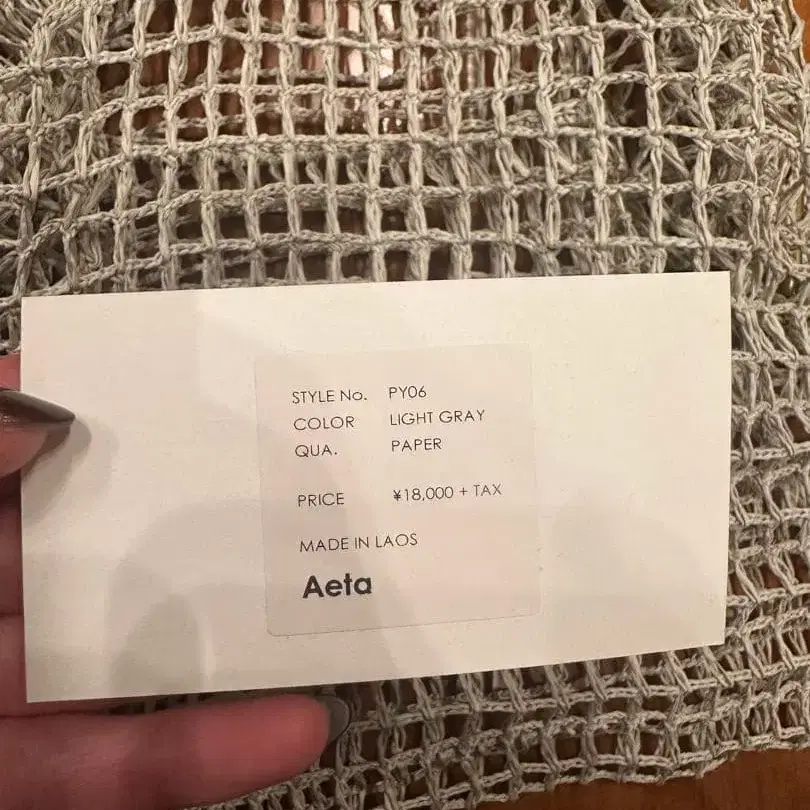 STYLE No. PY06
COLOR LIGHT GRAY
QUA. PAPER
PRICE ¥18,000 + TAX
MADE IN LAOS
Aeta